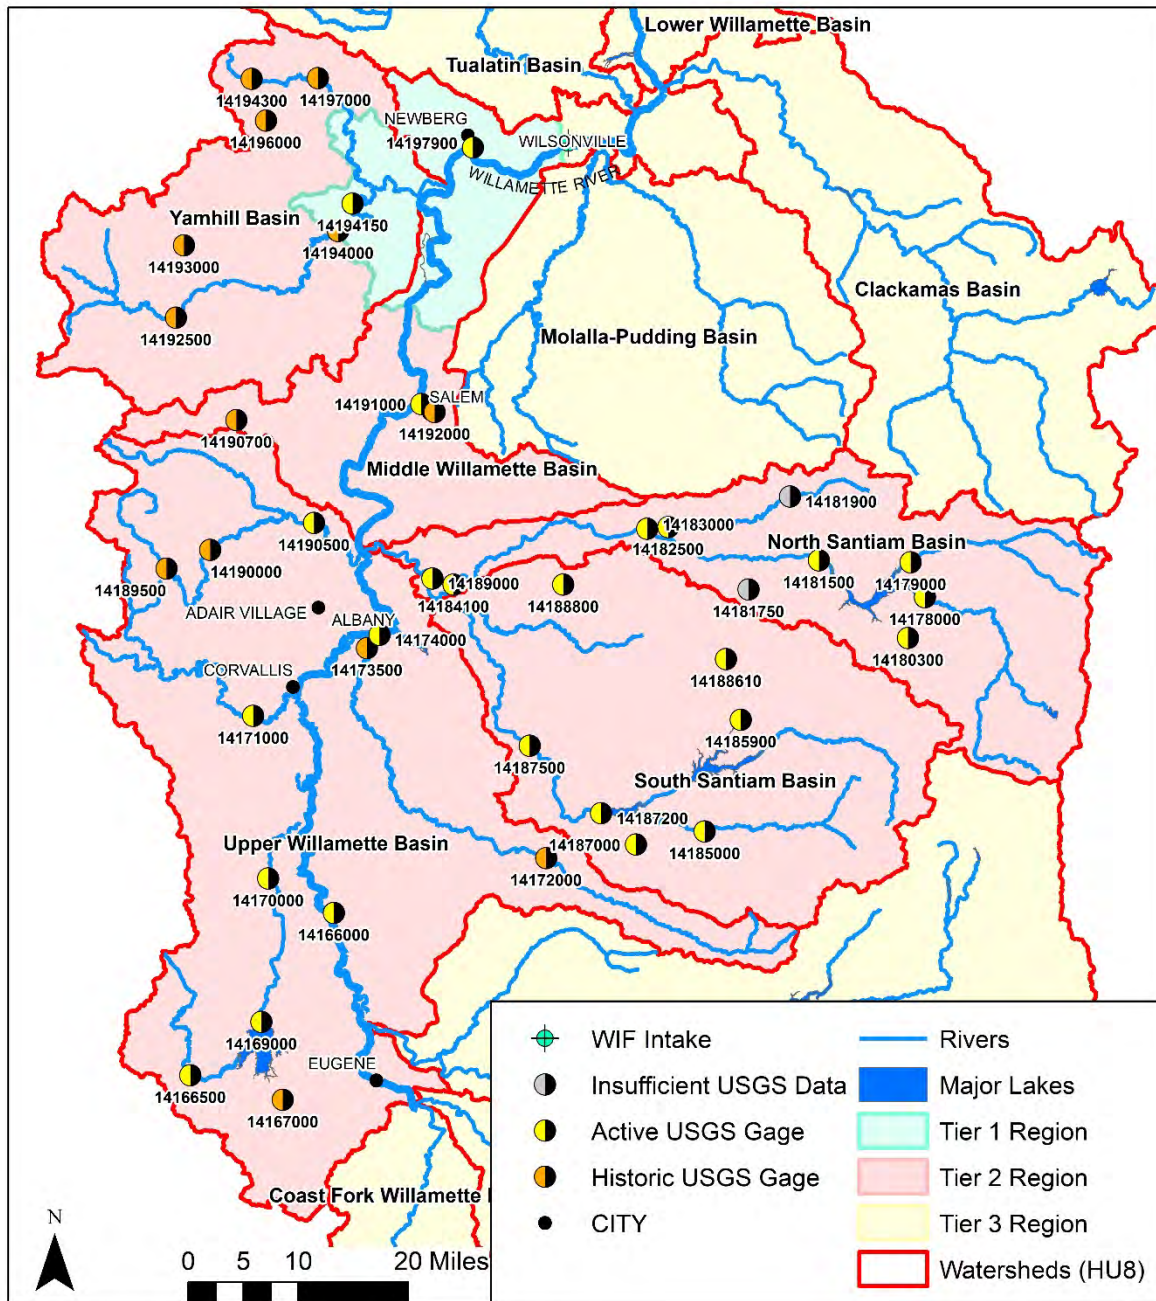 Lower Willamette Basin
Tualatin Basin
14194300
14197000
14196000
NEWBERG
14197900
WILSONVILLE
WILLAMETTE RIVER
Yamhill Basin
14194150
14194000
14193000
14192500
Clackamas Basin
Molalla-Pudding Basin
14191000
SALEM
14192000
14190700
Middle Willamette Basin
14181900
14183000
14182500
North Santiam Basin
14190500
14190000
14189500
14189000
14184100
14188800
14181500
14179000
14181750
14178000
ADAIR VILLAGE
ALBANY
14174000
14173500
14180300
CORVALLIS
14188610
14171000
14185900
14187500
South Santiam Basin
14187200
14187000
14185000
Upper Willamette Basin
14172000
14170000
14166000
14169000
EUGENE
14166500
14167000
Coast Fork Willamette
N
0 5 10 20 Miles
WIF Intake
Insufficient USGS Data
Active USGS Gage
Historic USGS Gage
CITY
Rivers
Major Lakes
Tier 1 Region
Tier 2 Region
Tier 3 Region
Watersheds (HU8)